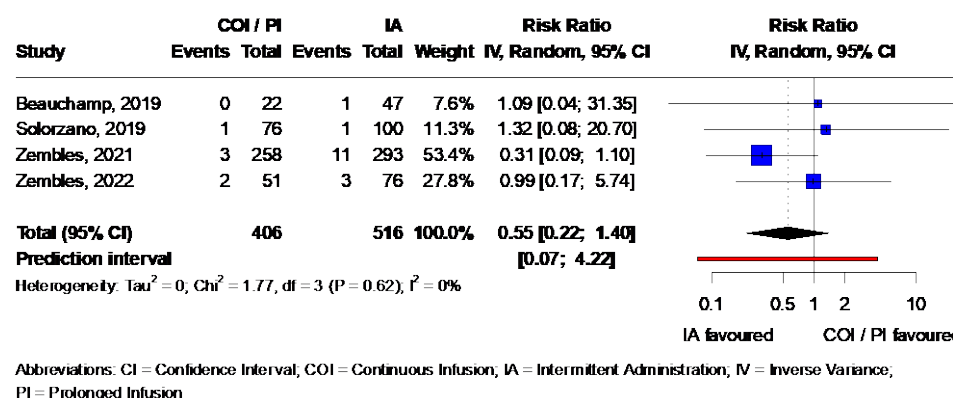 COI / PI IA Risk Ratio Risk Ratio
Study Events Total Events Total Weight IV, Random, 95% CI IV, Random, 95% CI
Beauchamp, 2019 0 22 1 47 7.6% 1.09 [0.04; 31.35]
Solorzano, 2019 1 76 1 100 11.3% 1.32 [0.08; 20.70]
Zembles, 2021 3 258 11 293 53.4% 0.31 [0.09; 1.10]
Zembles, 2022 2 51 3 76 27.8% 0.99 [0.17; 5.74]
Total (95% CI) 406 516 100.0% 0.55 [0.22; 1.40]
Prediction interval [0.07; 4.22]
Heterogeneity: Tau² = 0; Chi² = 1.77, df = 3 (P = 0.62); I² = 0%
0.1 0.5 1 2 10
IA favoured COI / PI favoured
Abbreviations: CI = Confidence Interval; COI = Continuous Infusion; IA = Intermittent Administration; IV = Inverse Variance;
PI = Prolonged Infusion